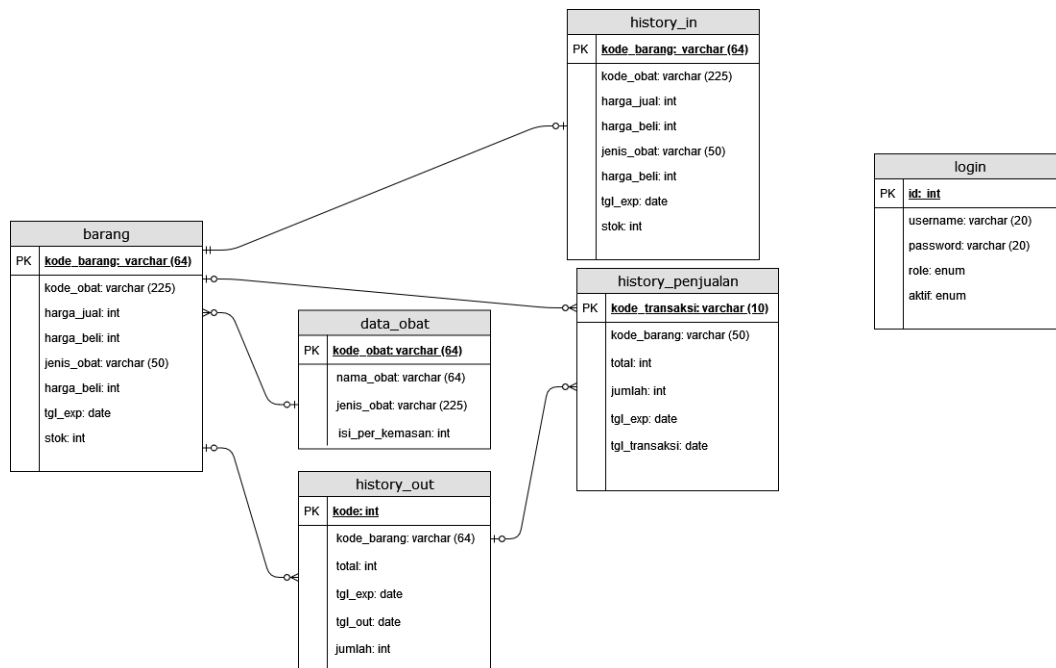 history_in
PK kode_barang: varchar (64)
kode_obat: varchar (225)
harga_jual: int
harga_beli: int
jenis_obat: varchar (50)
harga_beli: int
tgl_exp: date
stok: int
login
PK id: int
username: varchar (20)
password: varchar (20)
role: enum
aktif: enum
barang
PK kode_barang: varchar (64)
kode_obat: varchar (225)
harga_jual: int
harga_beli: int
jenis_obat: varchar (50)
harga_beli: int
tgl_exp: date
stok: int
history_penjualan
PK kode_transaksi: varchar (10)
kode_barang: varchar (50)
total: int
jumlah: int
tgl_exp: date
tgl_transaksi: date
data_obat
PK kode_obat: varchar (64)
nama_obat: varchar (64)
jenis_obat: varchar (225)
isi_per_kemasan: int
history_out
PK kode: int
kode_barang: varchar (64)
total: int
tgl_exp: date
tgl_out: date
jumlah: int